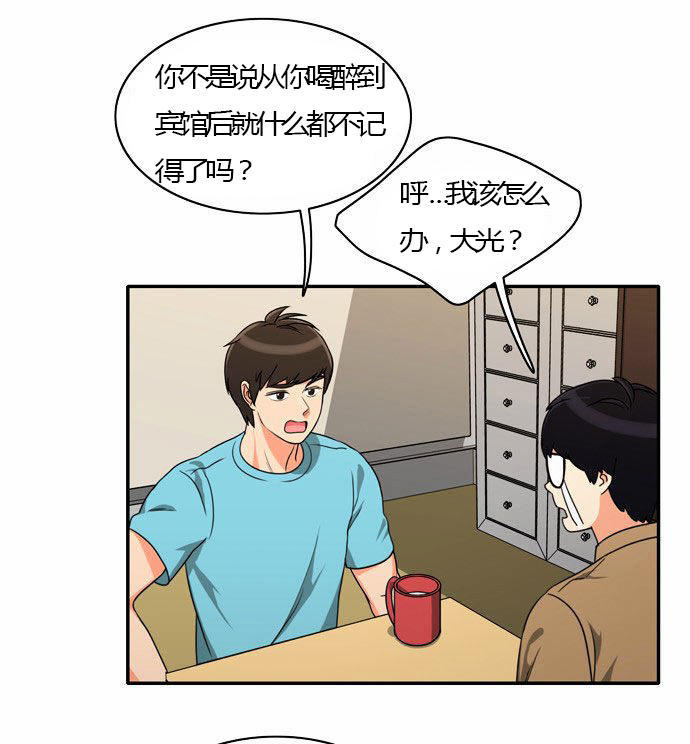 你不是说从你喝醉到
宾馆后就什么都不记
得了吗？
呼…我该怎么
办，大光？